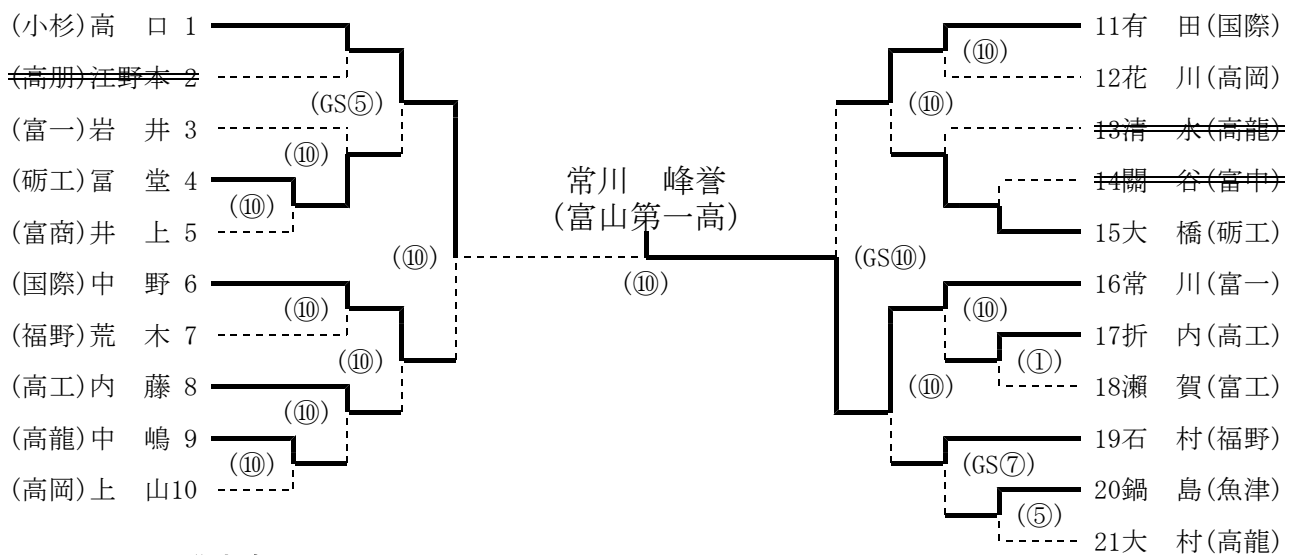 (小杉)高　口 1
(高朋)江野本 2
(GS⑤)
(富一)岩　井 3
(⑩)
(砺工)冨　堂 4
(⑩)
(富商)井　上 5
(⑩)
(国際)中　野 6
(⑩)
(福野)荒　木 7
(⑩)
(高工)内　藤 8
(⑩)
(高龍)中　嶋 9
(⑩)
(高岡)上　山10
常川　峰誉
(富山第一高)
(⑩)
11有　田(国際)
(⑩)
12花　川(高岡)
(⑩)
13清　水(高龍)
14關　谷(富中)
15大　橋(砺工)
(GS⑩)
16常　川(富一)
(⑩)
17折　内(高工)
(①)
18瀨　賀(富工)
(⑩)
19石　村(福野)
(GS⑦)
20鍋　島(魚津)
(⑤)
21大　村(高龍)